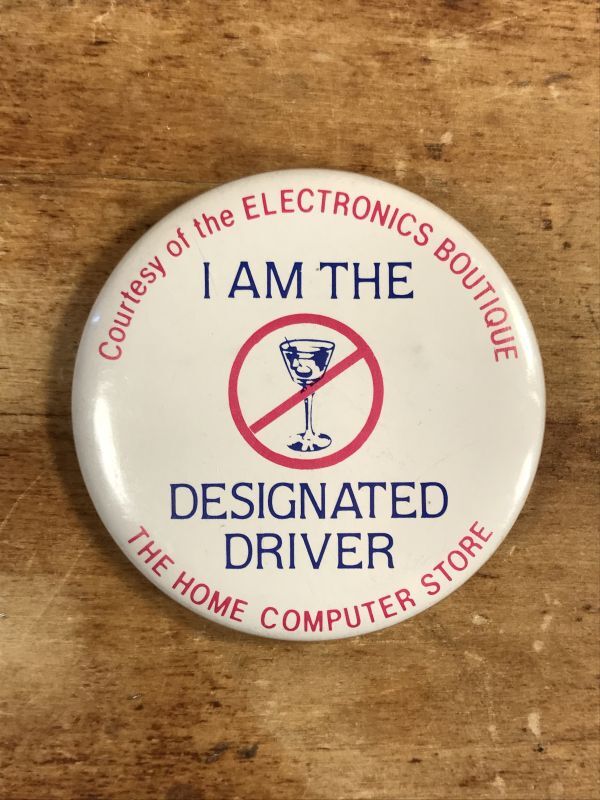 Courtesy of the ELECTRONICS BOUTIQUE
I AM THE
DESIGNATED
DRIVER
THE HOME COMPUTER STORE